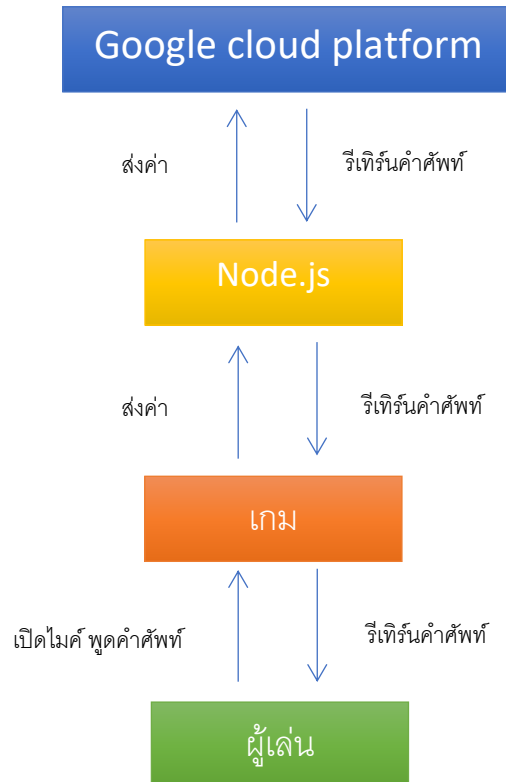 Google cloud platform
ส่งค่า
รีเทิร์นคำศัพท์
Node.js
ส่งค่า
รีเทิร์นคำศัพท์
เกม
เปิดไมค์ พูดคำศัพท์
รีเทิร์นคำศัพท์
ผู้เล่น